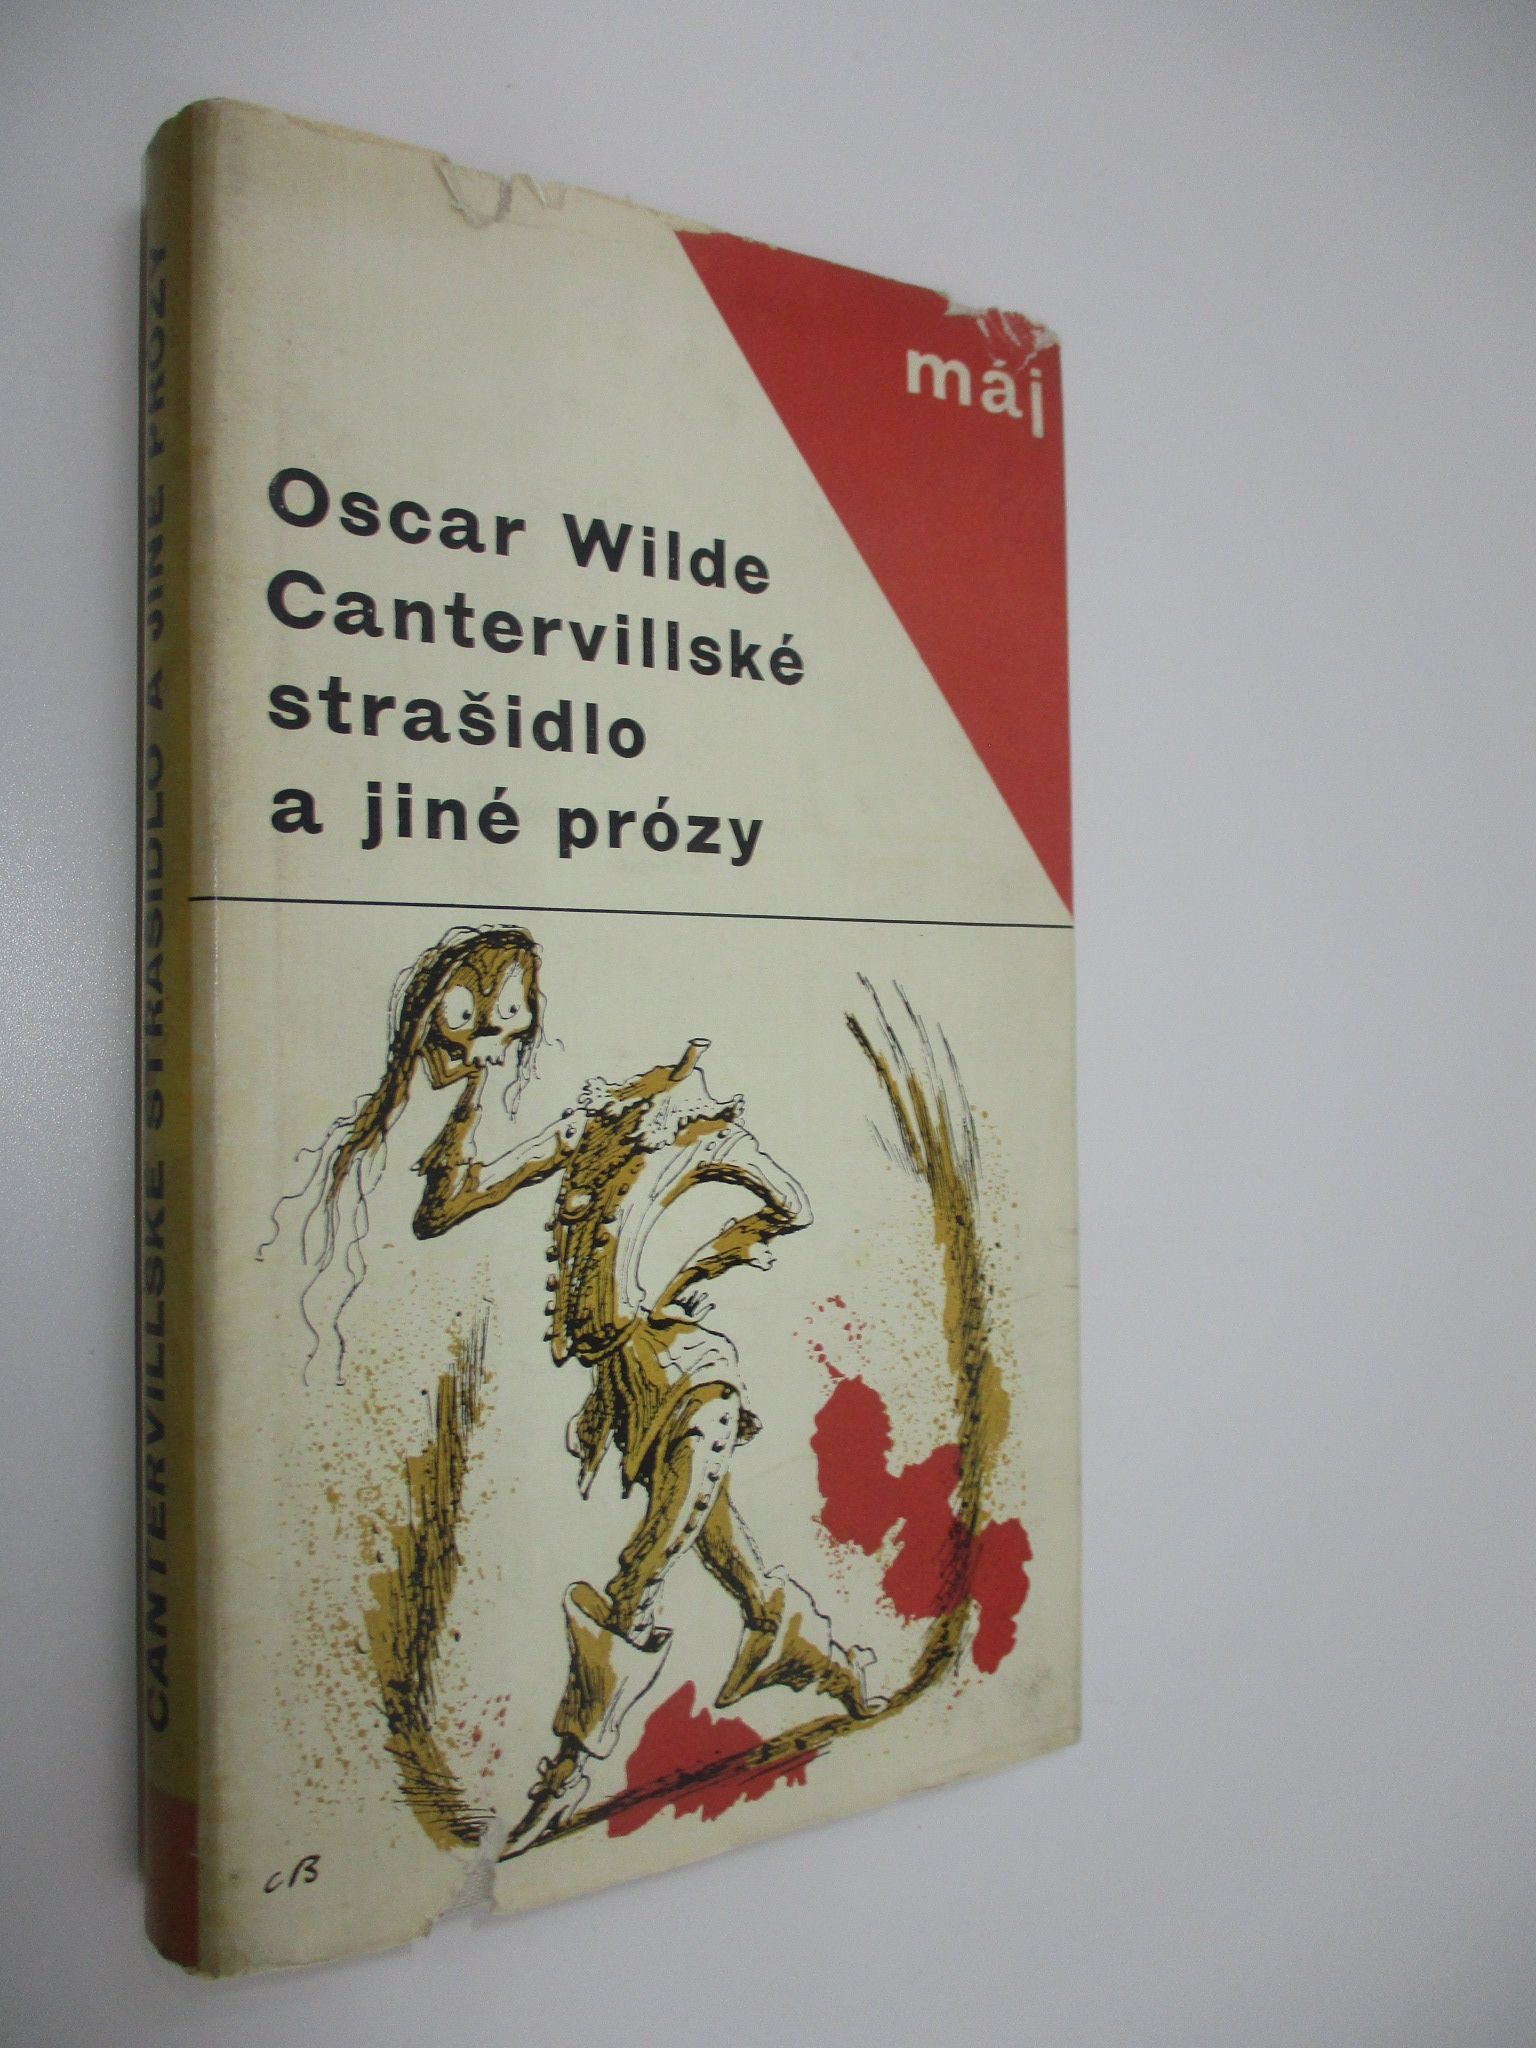 máj
Oscar Wilde
Cantervillské
strašidlo
a jiné prózy
CANTERVILLSKÉ STRAŠIDLO A JINÉ PRÓZY
cB